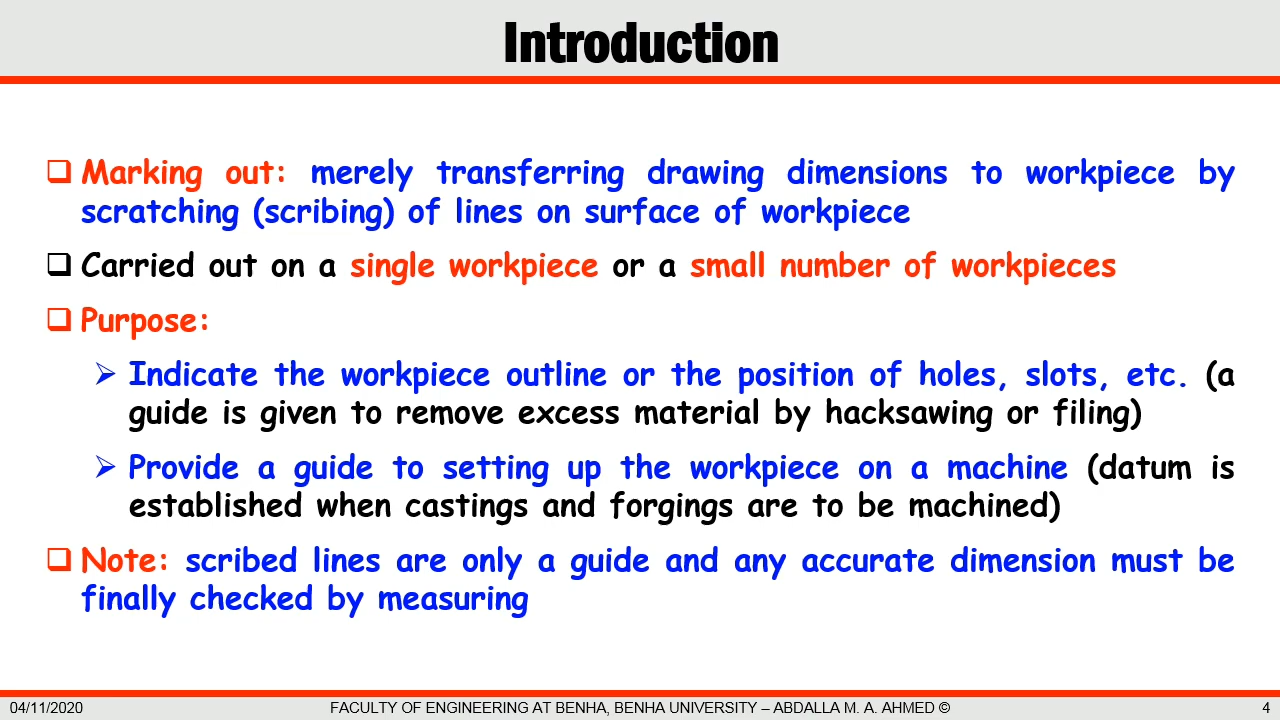 Introduction
❑ Marking out: merely transferring drawing dimensions to workpiece by
scratching (scribing) of lines on surface of workpiece
❑ Carried out on a single workpiece or a small number of workpieces
❑ Purpose:
➢ Indicate the workpiece outline or the position of holes, slots, etc. (a
guide is given to remove excess material by hacksawing or filing)
➢ Provide a guide to setting up the workpiece on a machine (datum is
established when castings and forgings are to be machined)
❑ Note: scribed lines are only a guide and any accurate dimension must be
finally checked by measuring
04/11/2020 FACULTY OF ENGINEERING AT BENHA, BENHA UNIVERSITY – ABDALLA M. A. AHMED © 4